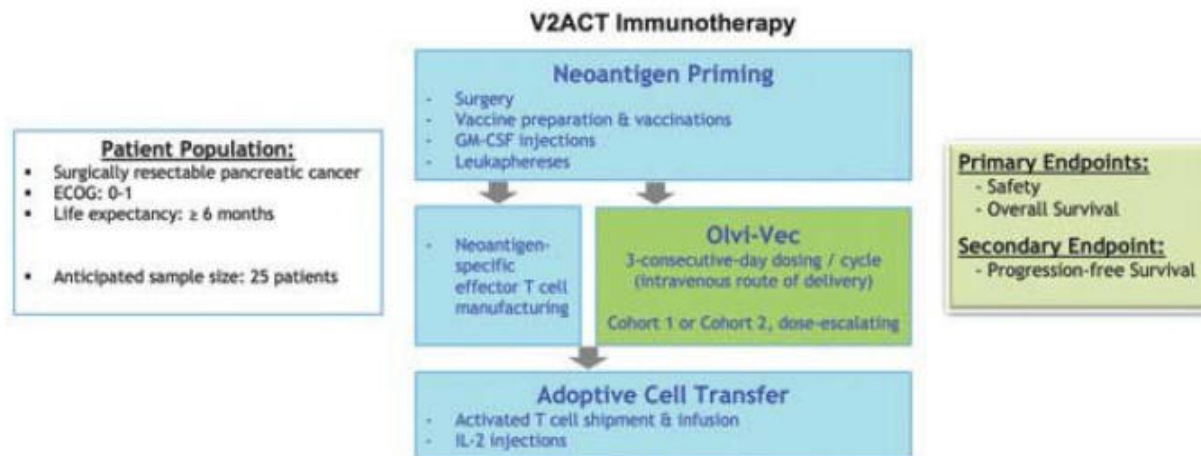 V2ACT Immunotherapy
Neoantigen Priming
- Surgery
- Vaccine preparation & vaccinations
- GM-CSF injections
- Leukaphereses
Patient Population:
▪ Surgically resectable pancreatic cancer
▪ ECOG: 0-1
▪ Life expectancy: ≥ 6 months
▪ Anticipated sample size: 25 patients
- Neoantigen-
specific
effector T cell
manufacturing
Olvi-Vec
3-consecutive-day dosing / cycle
(intravenous route of delivery)
Cohort 1 or Cohort 2, dose-escalating
Adoptive Cell Transfer
- Activated T cell shipment & infusion
- IL-2 injections
Primary Endpoints:
- Safety
- Overall Survival
Secondary Endpoint:
- Progression-free Survival